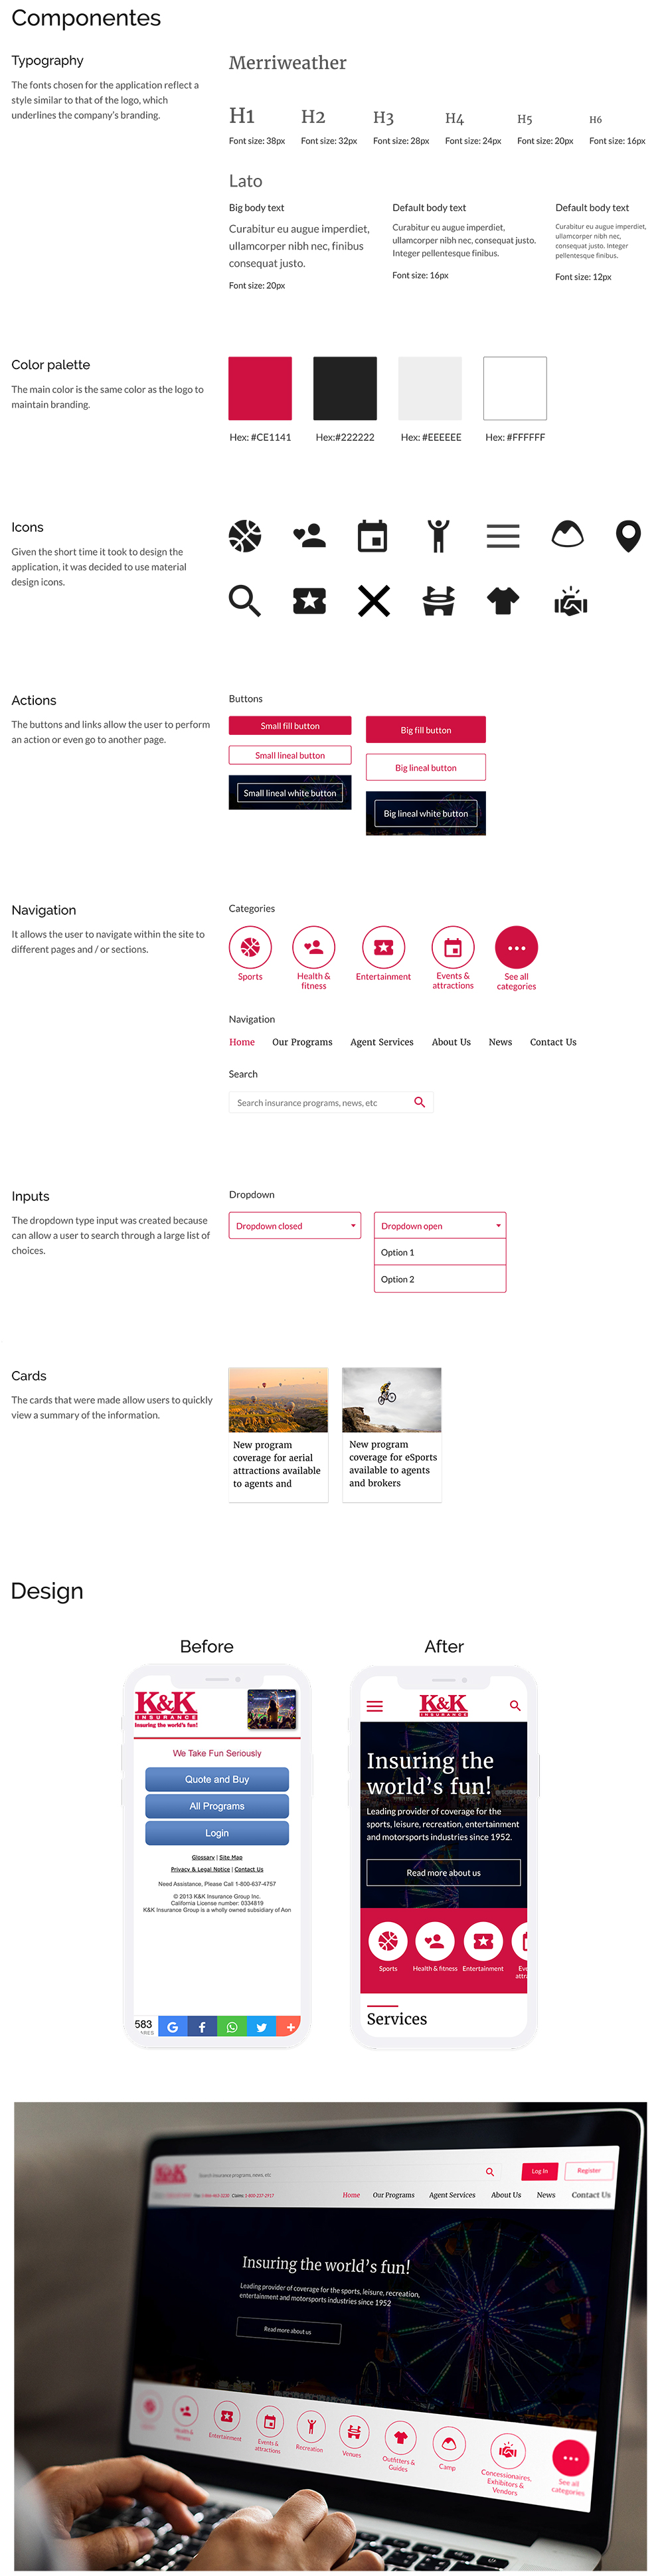 Componentes
Typography
The fonts chosen for the application reflect a
style similar to that of the logo, which
underlines the company's branding.
Merriweather
H1 H2 H3 H4 H5 H6
Font size: 38px Font size: 32px Font size: 28px Font size: 24px Font size: 20px Font size: 16px
Lato
Big body text
Curabitur eu augue imperdiet,
ullamcorper nibh nec, finibus
consequat justo.
Font size: 20px
Default body text
Curabitur eu augue imperdiet,
ullamcorper nibh nec, consequat justo.
Integer pellentesque finibus.
Font size: 16px
Default body text
Curabitur eu augue imperdiet,
ullamcorper nibh nec,
consequat justo. Integer
pellentesque finibus.
Font size: 12px
Color palette
The main color is the same color as the logo to
maintain branding.
Hex: #CE1141 Hex:#222222 Hex: #EEEEEE Hex: #FFFFFF
Icons
Given the short time it took to design the
application, it was decided to use material
design icons.
Actions
The buttons and links allow the user to perform
an action or even go to another page.
Buttons
Small fill button
Small lineal button
Small lineal white button
Big fill button
Big lineal button
Big lineal white button
Navigation
It allows the user to navigate within the site to
different pages and / or sections.
Categories
Sports
Health &
fitness
Entertainment
Events &
attractions
See all
categories
Navigation
Home Our Programs Agent Services About Us News Contact Us
Search
Search insurance programs, news, etc
Inputs
The dropdown type input was created because
can allow a user to search through a large list of
choices.
Dropdown
Dropdown closed
Dropdown open
Option 1
Option 2
Cards
The cards that were made allow users to quickly
view a summary of the information.
New program
coverage for aerial
attractions available
to agents and
New program
coverage for eSports
available to agents
and brokers
Design
Before
K&K
INSURANCE
Insuring the world's fun!
We Take Fun Seriously
Quote and Buy
All Programs
Login
Glossary | Site Map
Privacy & Legal Notice | Contact Us
Need Assistance, Please Call 1-800-637-4757
© 2013 K&K Insurance Group Inc.
California License number: 0334819
K&K Insurance Group is a wholly owned subsidiary of Aon
583
ARES
After
K&K
INSURANCE
Insuring the
world's fun!
Leading provider of coverage for the
sports, leisure, recreation, entertainment
and motorsports industries since 1952.
Read more about us
Sports Health & fitness Entertainment Eve
attra
Services
K&K
Search insurance programs, news, etc
Log In
Register
Claims: 1-800-237-2917
Home Our Programs Agent Services About Us News Contact Us
Insuring the world's fun!
Leading provider of coverage for the sports, leisure, recreation,
entertainment and motorsports industries since 1952
Read more about us
Health &
fitness
Entertainment
Events &
attractions
Recreation
Venues
Outfitters &
Guides
Camp
Concessionaires,
Exhibitors &
Vendors
See all
categories